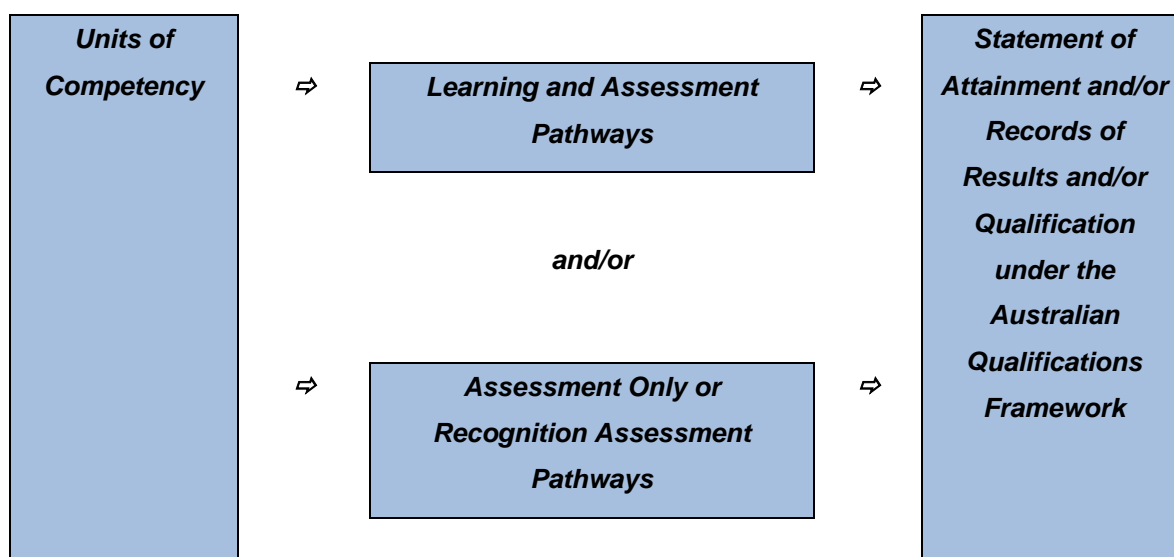 Units of
Competency
⇨
Learning and Assessment
Pathways
⇨
and/or
⇨
Assessment Only or
Recognition Assessment
Pathways
⇨
Statement of
Attainment and/or
Records of
Results and/or
Qualification
under the
Australian
Qualifications
Framework